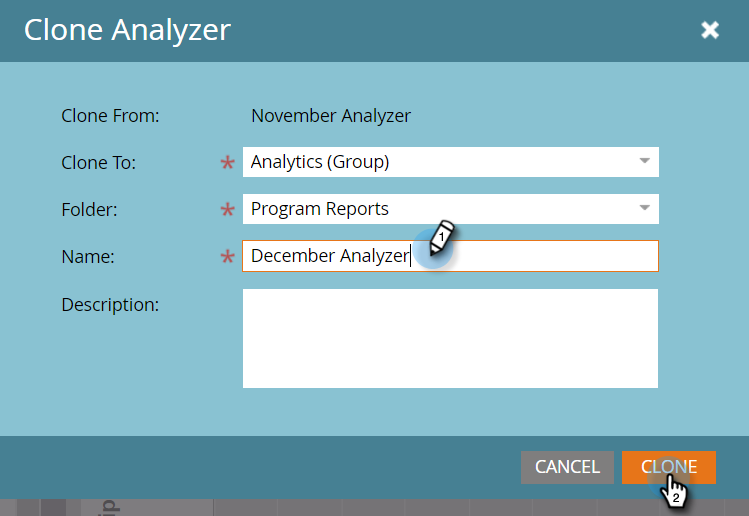 Clone Analyzer
Clone From: November Analyzer
Clone To: * Analytics (Group)
Folder: * Program Reports
Name: * December Analyzer
1
Description:
CANCEL CLONE
2
ip